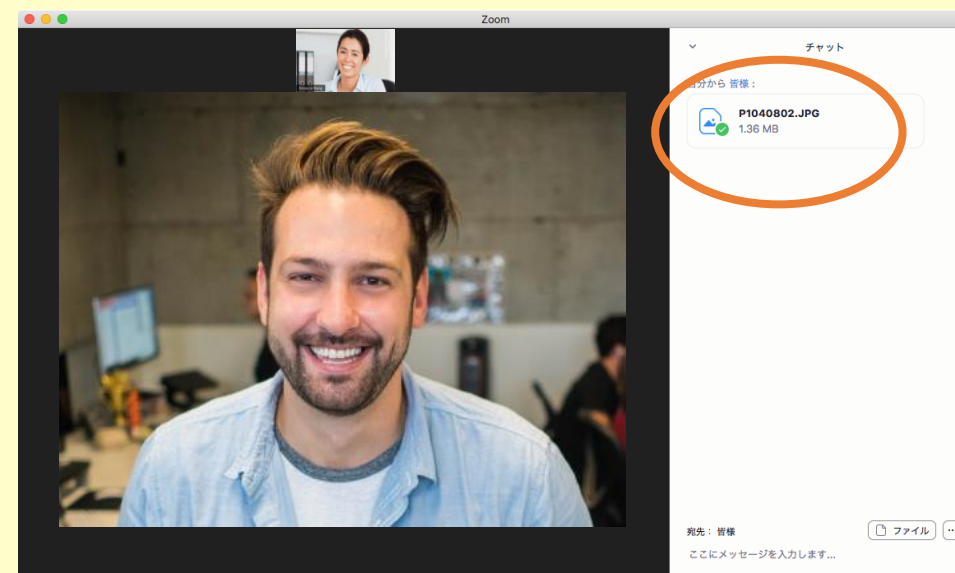 Zoom
チャット
自分から 皆様：
P1040802.JPG
1.36 MB
宛先： 皆様
ファイル
ここにメッセージを入力します...